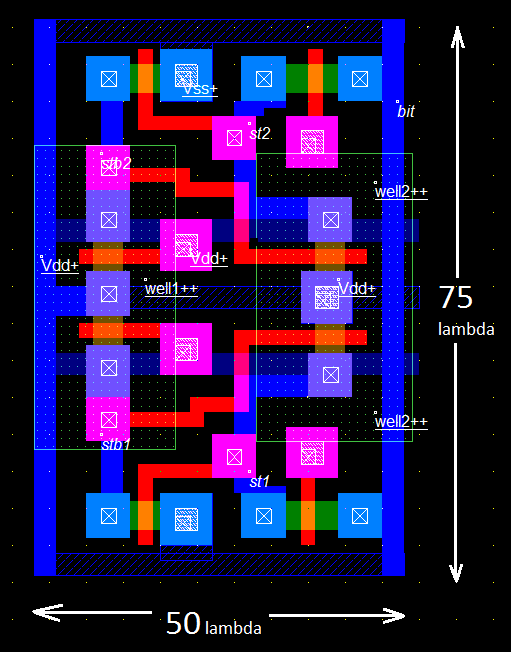 Vss+
bit
st2
stb2
well2++
Vdd+
Vdd+
well1++
Vdd+
75
lambda
well2++
stb1
st1
50 lambda